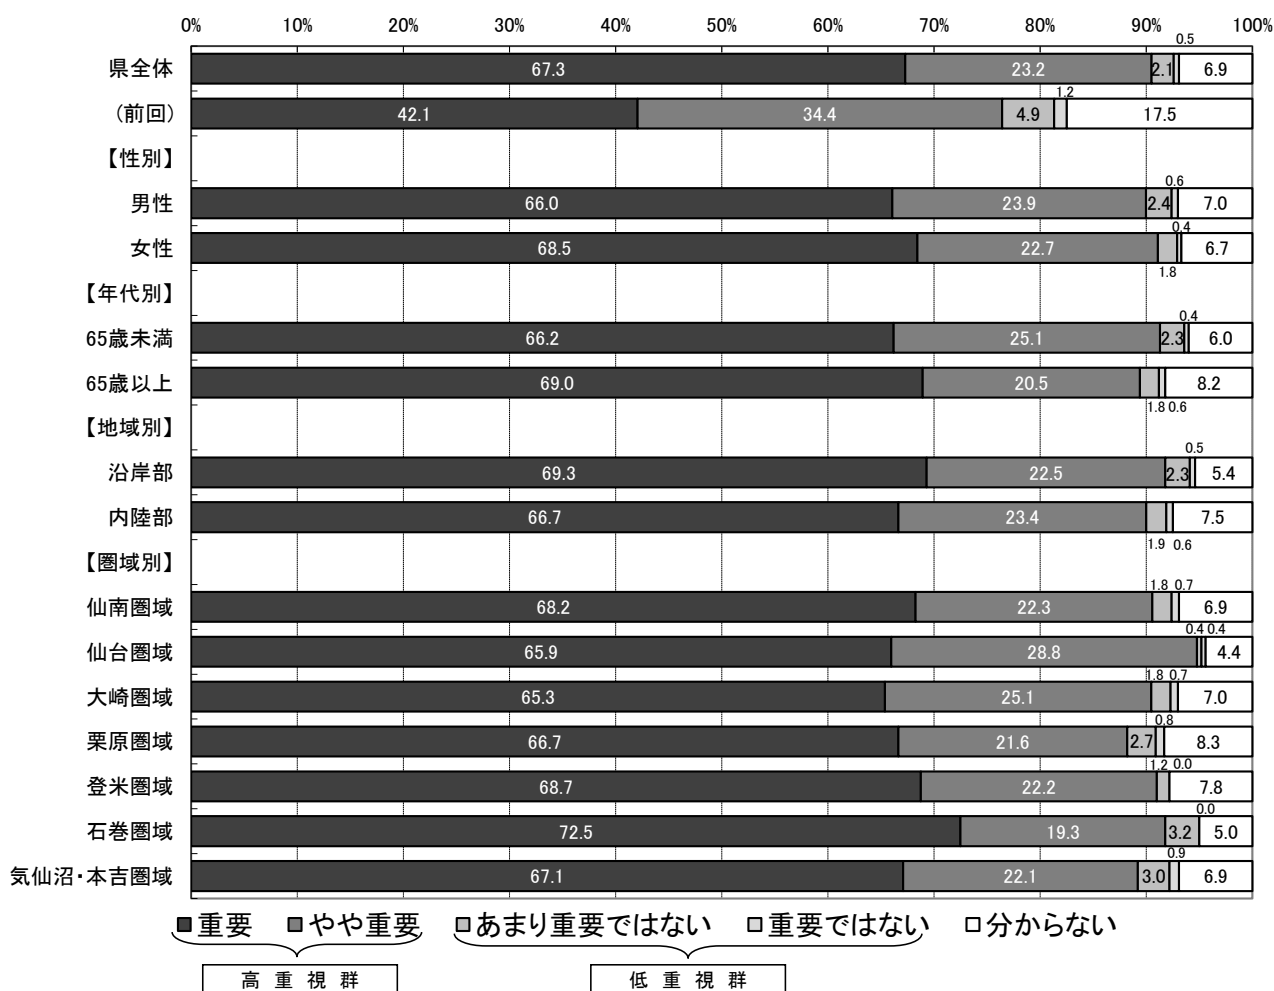 0% 10% 20% 30% 40% 50% 60% 70% 80% 90% 100%
0.5
県全体 67.3 23.2 2.1 6.9
1.2
(前回) 42.1 34.4 4.9 17.5
【性別】
0.6
男性 66.0 23.9 2.4 7.0
0.4
女性 68.5 22.7 6.7
1.8
【年代別】
0.4
65歳未満 66.2 25.1 2.3 6.0
65歳以上 69.0 20.5 8.2
1.8 0.6
【地域別】
0.5
沿岸部 69.3 22.5 2.3 5.4
内陸部 66.7 23.4 7.5
1.9 0.6
【圏域別】
1.8 0.7
仙南圏域 68.2 22.3 6.9
0.4 0.4
仙台圏域 65.9 28.8 4.4
1.8 0.7
大崎圏域 65.3 25.1 7.0
0.8
栗原圏域 66.7 21.6 2.7 8.3
1.2 0.0
登米圏域 68.7 22.2 7.8
0.0
石巻圏域 72.5 19.3 3.2 5.0
0.9
気仙沼・本吉圏域 67.1 22.1 3.0 6.9
重要 やや重要 あまり重要ではない 重要ではない 分からない
高重視群 低重視群